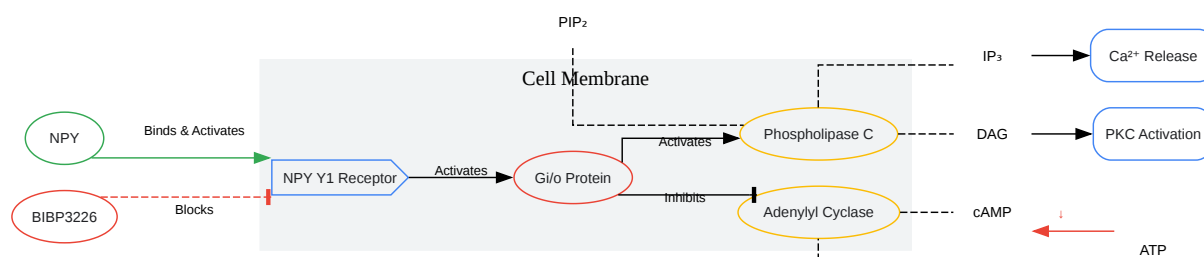 PIP₂
Cell Membrane
IP₃
Ca²⁺ Release
NPY
Binds & Activates
Phospholipase C
DAG
PKC Activation
Activates
NPY Y1 Receptor
Activates
Gi/o Protein
Inhibits
BIBP3226
Blocks
Adenylyl Cyclase
cAMP
↓
ATP